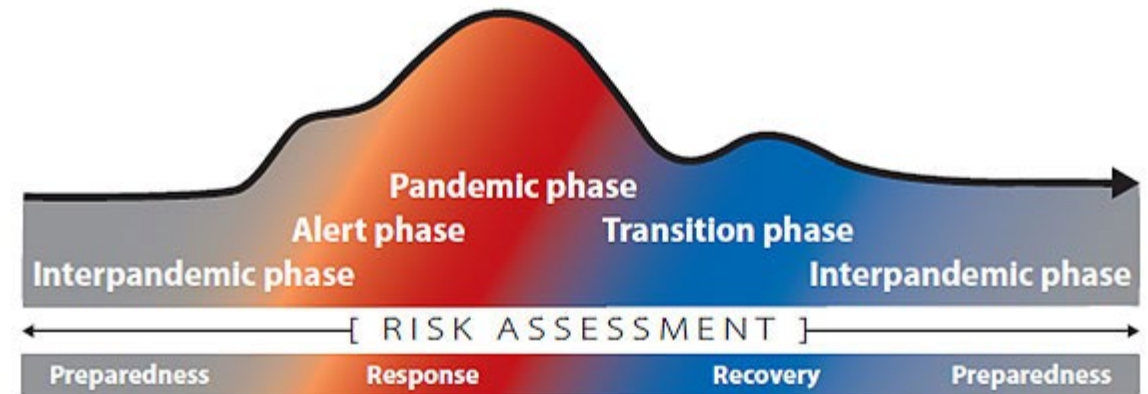 Pandemic phase
Alert phase
Transition phase
Interpandemic phase
Interpandemic phase
[ RISK ASSESSMENT ]
Preparedness
Response
Recovery
Preparedness